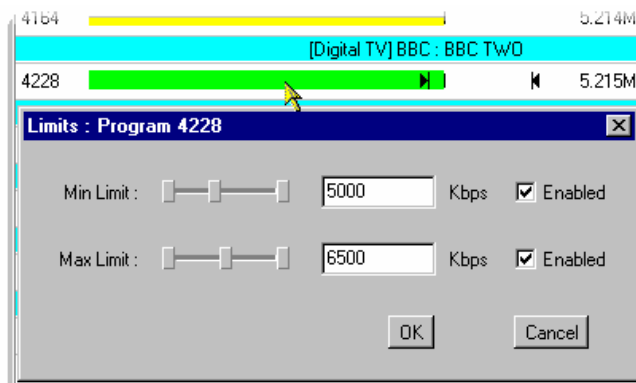 4164 5.214M
[Digital TV] BBC : BBC TWO
4228 5.215M
Limits : Program 4228
Min Limit : 5000 Kbps Enabled
Max Limit : 6500 Kbps Enabled
OK Cancel